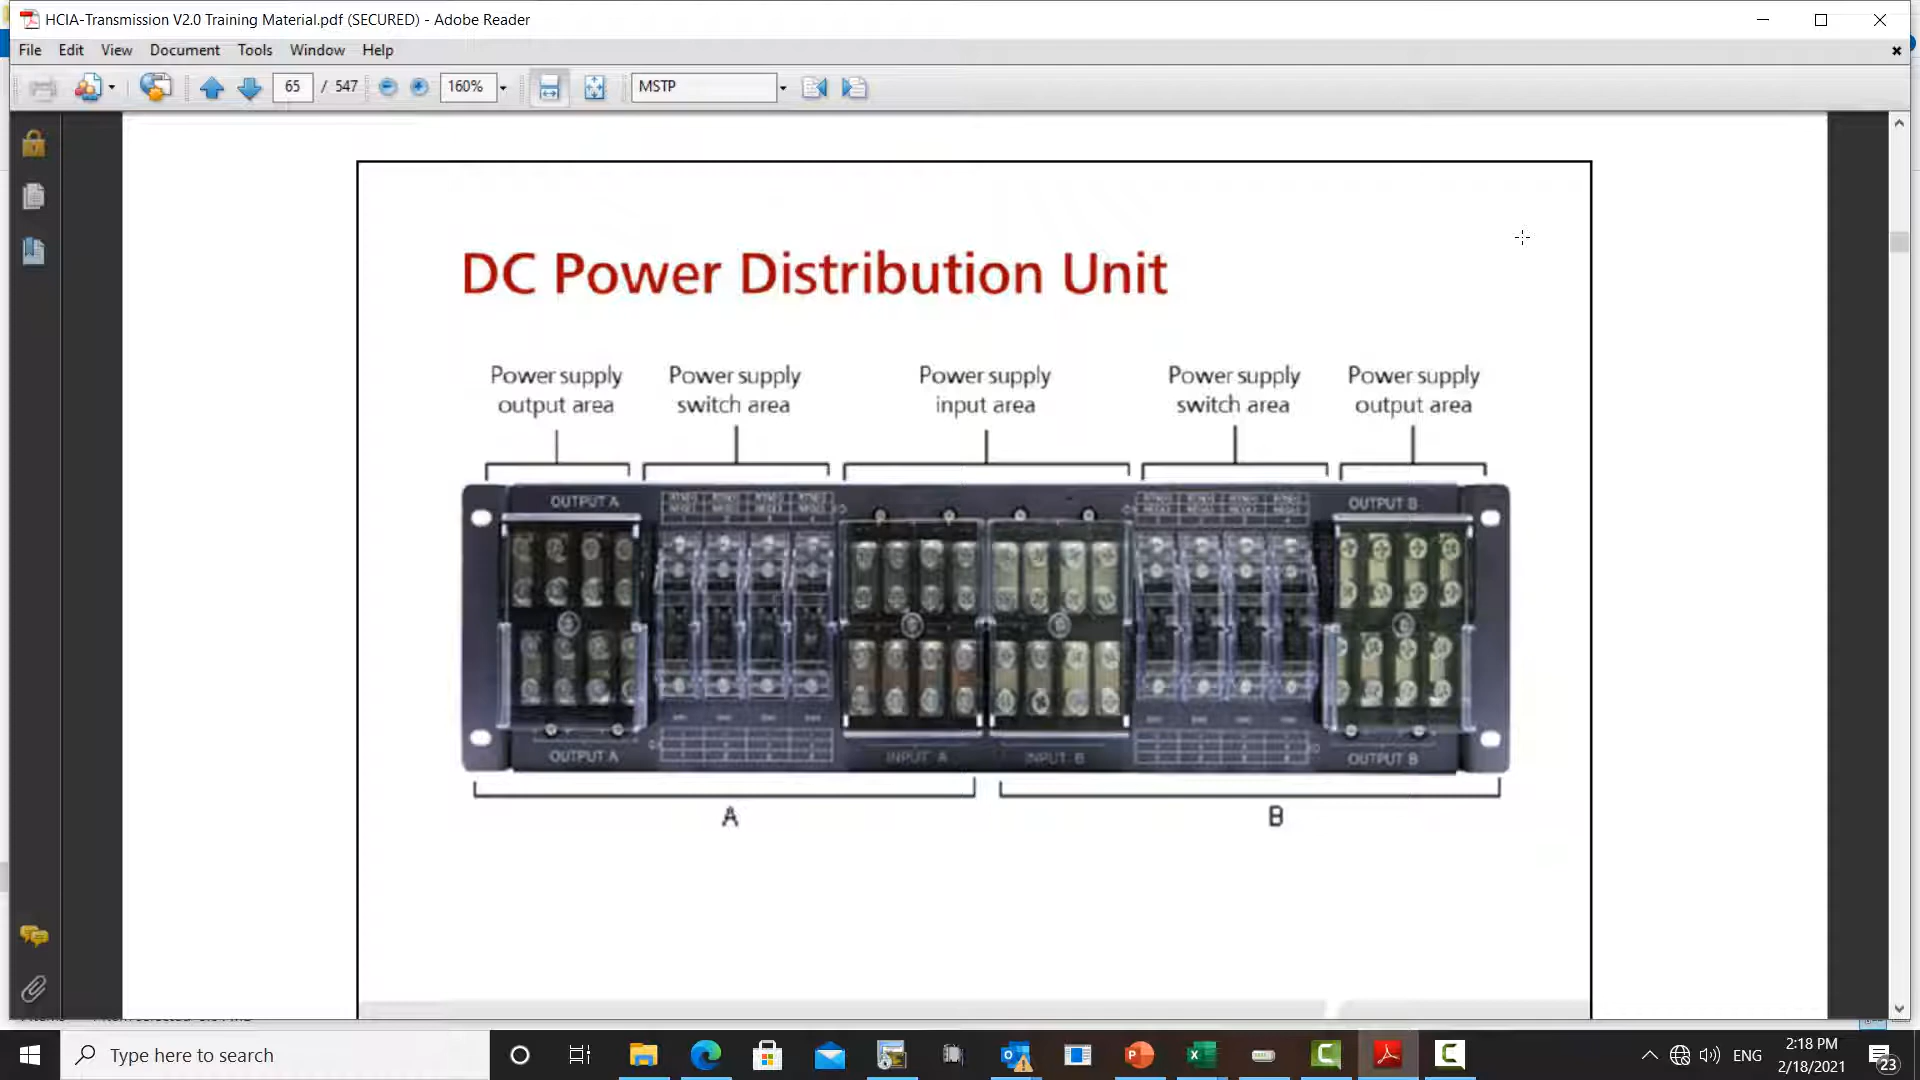 HCIA-Transmission V2.0 Training Material.pdf (SECURED) - Adobe Reader
File Edit View Document Tools Window Help
65 / 547 160% MSTP
DC Power Distribution Unit
Power supply output area
Power supply switch area
Power supply input area
Power supply switch area
Power supply output area
OUTPUT A
OUTPUT B
OUTPUT A
INPUT A
INPUT B
OUTPUT B
A
B
Type here to search
ENG
2:18 PM
2/18/2021
23